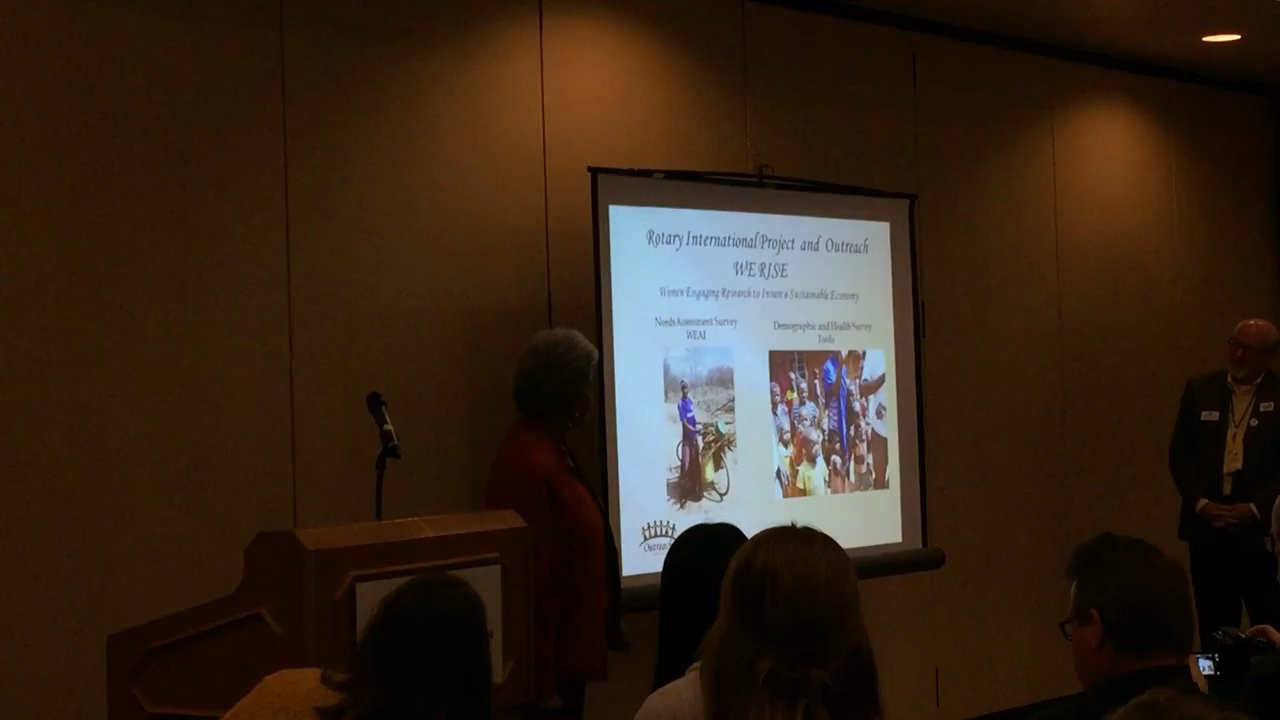 Rotary International Project and Outreach
WE RISE
Women Engaging Research to Insure a Sustainable Economy
Needs Assessment Survey
WEAI
Demographic and Health Survey
Tools
Outreach